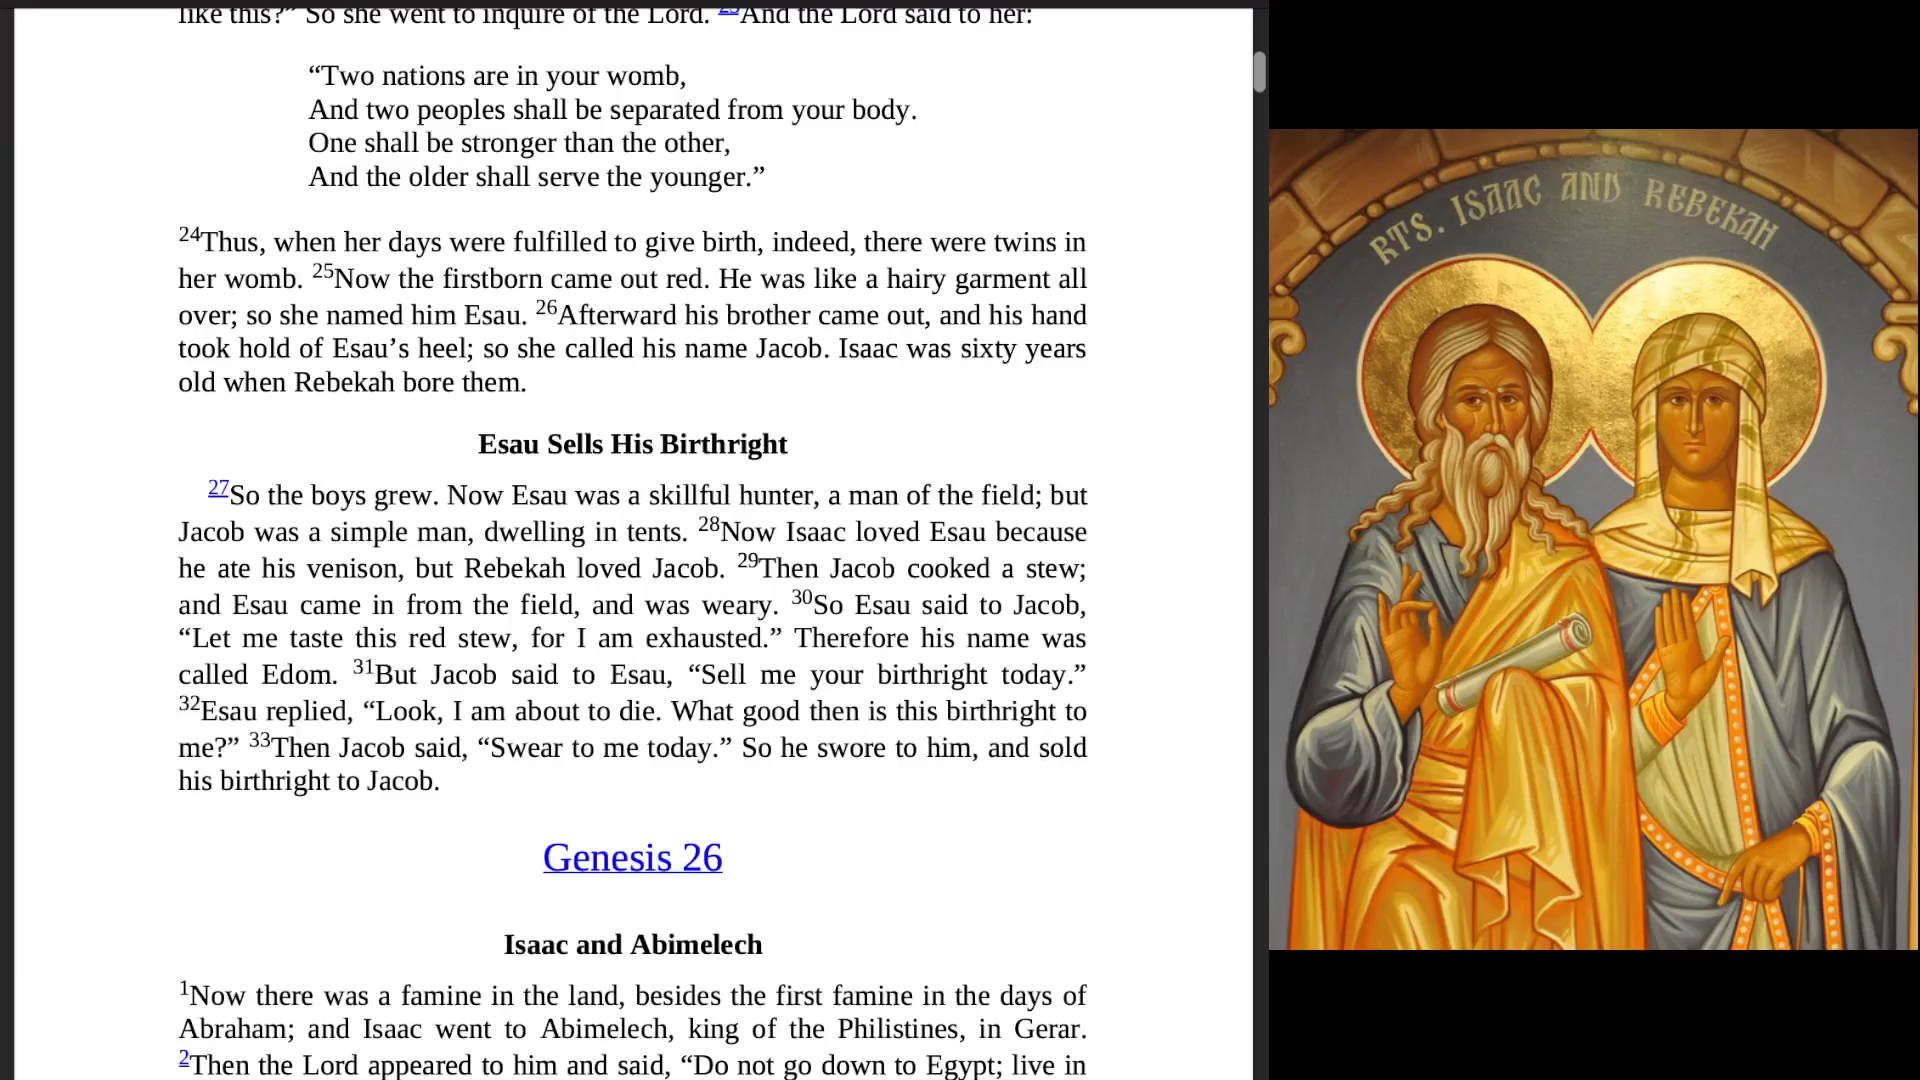 like this?” So she went to inquire of the Lord. 23And the Lord said to her:
“Two nations are in your womb,
And two peoples shall be separated from your body.
One shall be stronger than the other,
And the older shall serve the younger.”
24Thus, when her days were fulfilled to give birth, indeed, there were twins in
her womb. 25Now the firstborn came out red. He was like a hairy garment all
over; so she named him Esau. 26Afterward his brother came out, and his hand
took hold of Esau’s heel; so she called his name Jacob. Isaac was sixty years
old when Rebekah bore them.
Esau Sells His Birthright
27So the boys grew. Now Esau was a skillful hunter, a man of the field; but
Jacob was a simple man, dwelling in tents. 28Now Isaac loved Esau because
he ate his venison, but Rebekah loved Jacob. 29Then Jacob cooked a stew;
and Esau came in from the field, and was weary. 30So Esau said to Jacob,
“Let me taste this red stew, for I am exhausted.” Therefore his name was
called Edom. 31But Jacob said to Esau, “Sell me your birthright today.”
32Esau replied, “Look, I am about to die. What good then is this birthright to
me?” 33Then Jacob said, “Swear to me today.” So he swore to him, and sold
his birthright to Jacob.
Genesis 26
Isaac and Abimelech
1Now there was a famine in the land, besides the first famine in the days of
Abraham; and Isaac went to Abimelech, king of the Philistines, in Gerar.
2Then the Lord appeared to him and said, “Do not go down to Egypt; live in
RTS. ISAAC AND REBEKAH